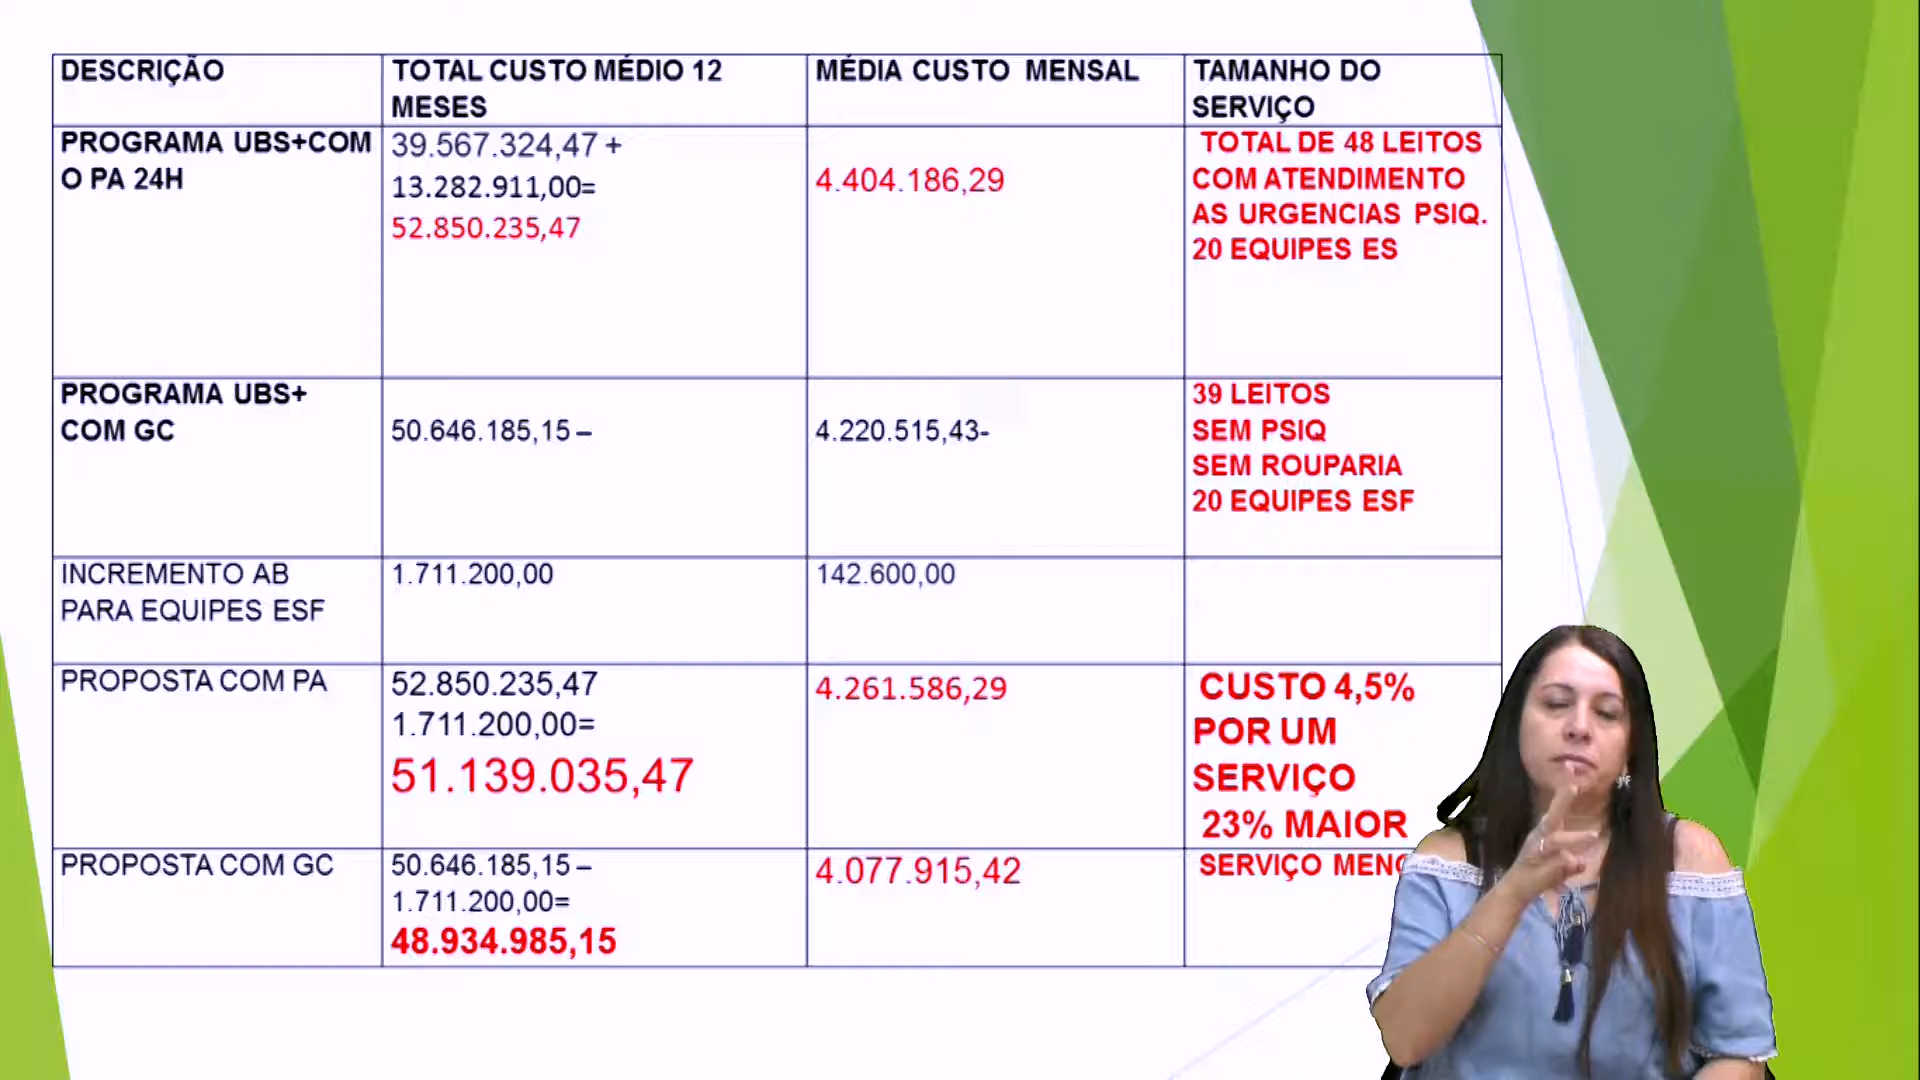 DESCRIÇÃO
TOTAL CUSTO MÉDIO 12
MESES
MÉDIA CUSTO MENSAL
TAMANHO DO
SERVIÇO
PROGRAMA UBS+COM
O PA 24H
39.567.324,47 +
13.282.911,00=
52.850.235,47
4.404.186,29
TOTAL DE 48 LEITOS
COM ATENDIMENTO
AS URGENCIAS PSIQ.
20 EQUIPES ES
PROGRAMA UBS+
COM GC
50.646.185,15 –
4.220.515,43-
39 LEITOS
SEM PSIQ
SEM ROUPARIA
20 EQUIPES ESF
INCREMENTO AB
PARA EQUIPES ESF
1.711.200,00
142.600,00
PROPOSTA COM PA
52.850.235,47
1.711.200,00=
51.139.035,47
4.261.586,29
CUSTO 4,5%
POR UM
SERVIÇO
23% MAIOR
PROPOSTA COM GC
50.646.185,15 –
1.711.200,00=
48.934.985,15
4.077.915,42
SERVIÇO